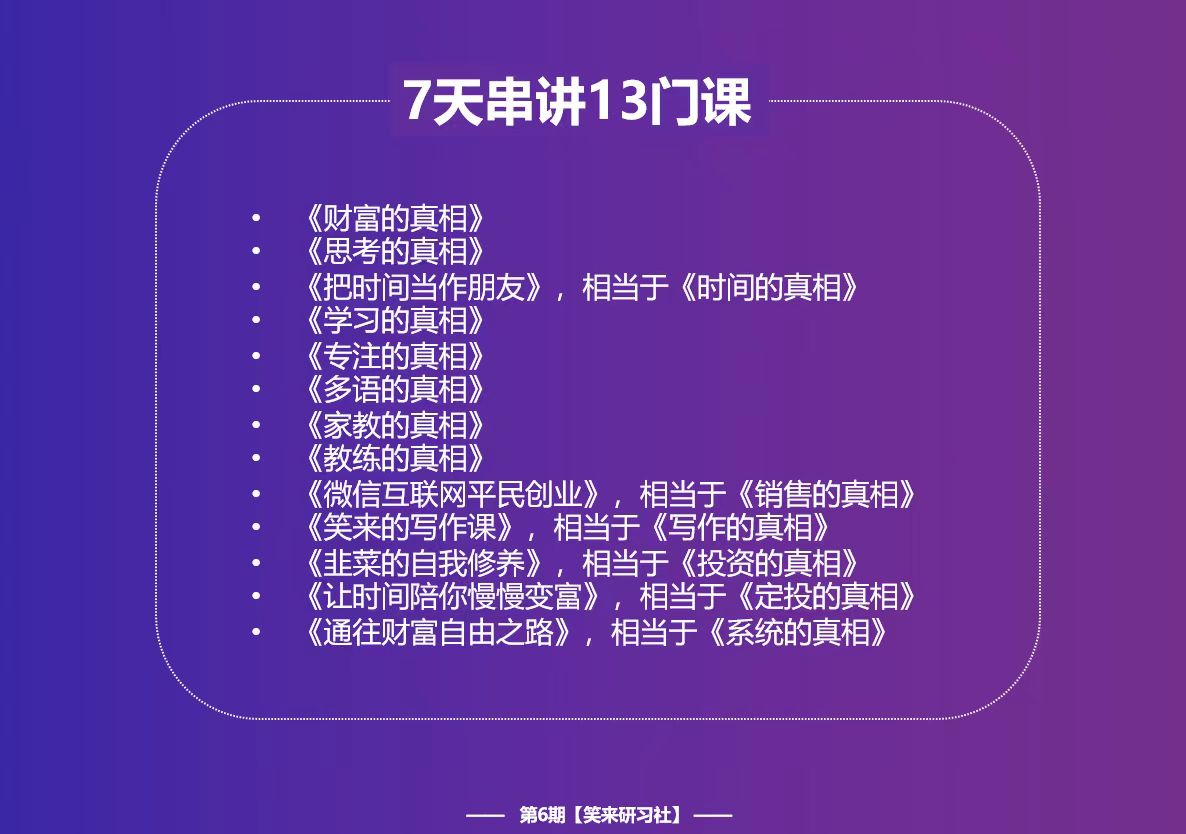 7天串讲13门课
• 《财富的真相》
• 《思考的真相》
• 《把时间当作朋友》，相当于《时间的真相》
• 《学习的真相》
• 《专注的真相》
• 《多语的真相》
• 《家教的真相》
• 《教练的真相》
• 《微信互联网平民创业》，相当于《销售的真相》
• 《笑来的写作课》，相当于《写作的真相》
• 《韭菜的自我修养》，相当于《投资的真相》
• 《让时间陪你慢慢变富》，相当于《定投的真相》
• 《通往财富自由之路》，相当于《系统的真相》
—— 第6期【笑来研习社】 ——